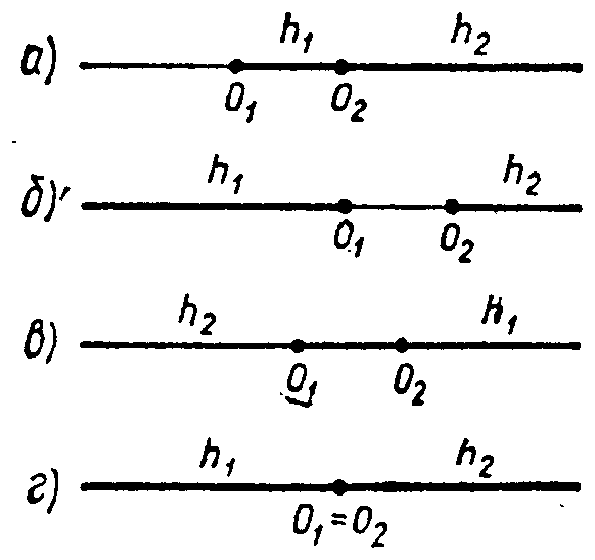 а) h₁ h₂
O₁ O₂
б) h₁ h₂
O₁ O₂
в) h₂ h₁
O₁ O₂
г) h₁ h₂
O₁ = O₂